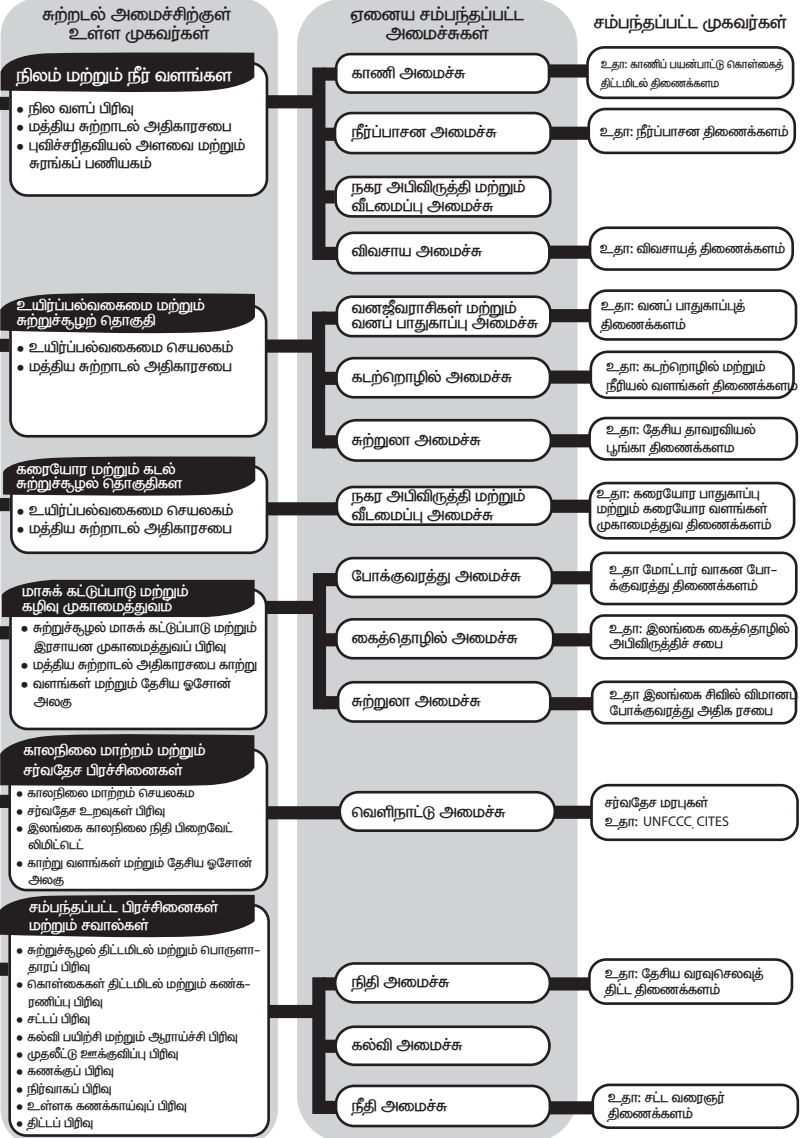 சுற்றாடல் அமைச்சிற்குள்
உள்ள முகவர்கள்
ஏனைய சம்பந்தப்பட்ட
அமைச்சுகள்
சம்பந்தப்பட்ட முகவர்கள்
நிலம் மற்றும் நீர் வளங்கள
• நில வளப் பிரிவு
• மத்திய சுற்றாடல் அதிகாரசபை
• புவிச்சரிதவியல் அளவை மற்றும்
சுரங்கப் பணியகம்
காணி அமைச்சு
உதா: காணிப் பயன்பாட்டு கொள்கைத்
திட்டமிடல் திணைக்களம
நீர்ப்பாசன அமைச்சு
உதா: நீர்ப்பாசன திணைக்களம்
நகர அபிவிருத்தி மற்றும்
வீடமைப்பு அமைச்சு
விவசாய அமைச்சு
உதா: விவசாயத் திணைக்களம்
உயிர்ப்பல்வகைமை மற்றும்
சுற்றுச்சூழற் தொகுதி
• உயிர்ப்பல்வகைமை செயலகம்
• மத்திய சுற்றாடல் அதிகாரசபை
வனஜீவராசிகள் மற்றும்
வனப் பாதுகாப்பு அமைச்சு
உதா: வனப் பாதுகாப்புத்
திணைக்களம்
கடற்றொழில் அமைச்சு
உதா: கடற்றொழில் மற்றும்
நீரியல் வளங்கள் திணைக்களம
சுற்றுலா அமைச்சு
உதா: தேசிய தாவரவியல்
பூங்கா திணைக்களம
கரையோர மற்றும் கடல்
சுற்றுச்சூழல் தொகுதிகள
• உயிர்ப்பல்வகைமை செயலகம்
• மத்திய சுற்றாடல் அதிகாரசபை
நகர அபிவிருத்தி மற்றும்
வீடமைப்பு அமைச்சு
உதா: கரையோர பாதுகாப்பு
மற்றும் கரையோர வளங்கள்
முகாமைத்துவ திணைக்களம்
மாசுக் கட்டுப்பாடு மற்றும்
கழிவு முகாமைத்துவம்
• சுற்றுச்சூழல் மாசுக் கட்டுப்பாடு மற்றும்
இரசாயன முகாமைத்துவப் பிரிவு
• மத்திய சுற்றாடல் அதிகாரசபை காற்று
• வளங்கள் மற்றும் தேசிய ஓசோன்
அலகு
போக்குவரத்து அமைச்சு
உதா மோட்டார் வாகன போ-
க்குவரத்து திணைக்களம்
கைத்தொழில் அமைச்சு
உதா: இலங்கை கைத்தொழில்
அபிவிருத்திச் சபை
சுற்றுலா அமைச்சு
உதா இலங்கை சிவில் விமானப
போக்குவரத்து அதிக ரசபை
காலநிலை மாற்றம் மற்றும்
சர்வதேச பிரச்சினைகள்
• காலநிலை மாற்றம் செயலகம
• சர்வதேச உறவுகள் பிரிவு
• இலங்கை காலநிலை நிதி பிறைவேட்
லிமிட்டெட்
• காற்று வளங்கள் மற்றும் தேசிய ஓசோன்
அலகு
வெளிநாட்டு அமைச்சு
சர்வதேச மரபுகள்
உதா: UNFCCC, CITES
சம்பந்தப்பட்ட பிரச்சினைகள்
மற்றும் சவால்கள்
• சுற்றுச்சூழல் திட்டமிடல் மற்றும் பொருளா-
தாரப் பிரிவு
• கொள்கைகள் திட்டமிடல் மற்றும் கண்க-
ரணிப்பு பிரிவு
• சட்டப் பிரிவு
• கல்வி பயிற்சி மற்றும் ஆராய்ச்சி பிரிவு
• முதலீட்டு ஊக்குவிப்பு பிரிவு
• கணக்குப் பிரிவு
• நிர்வாகப் பிரிவு
• உள்ளக கணக்காய்வுப் பிரிவு
• திட்டப் பிரிவு
நிதி அமைச்சு
உதா: தேசிய வரவுசெலவுத்
திட்ட திணைக்களம்
கல்வி அமைச்சு
நீதி அமைச்சு
உதா: சட்ட வரைஞர்
திணைக்களம்